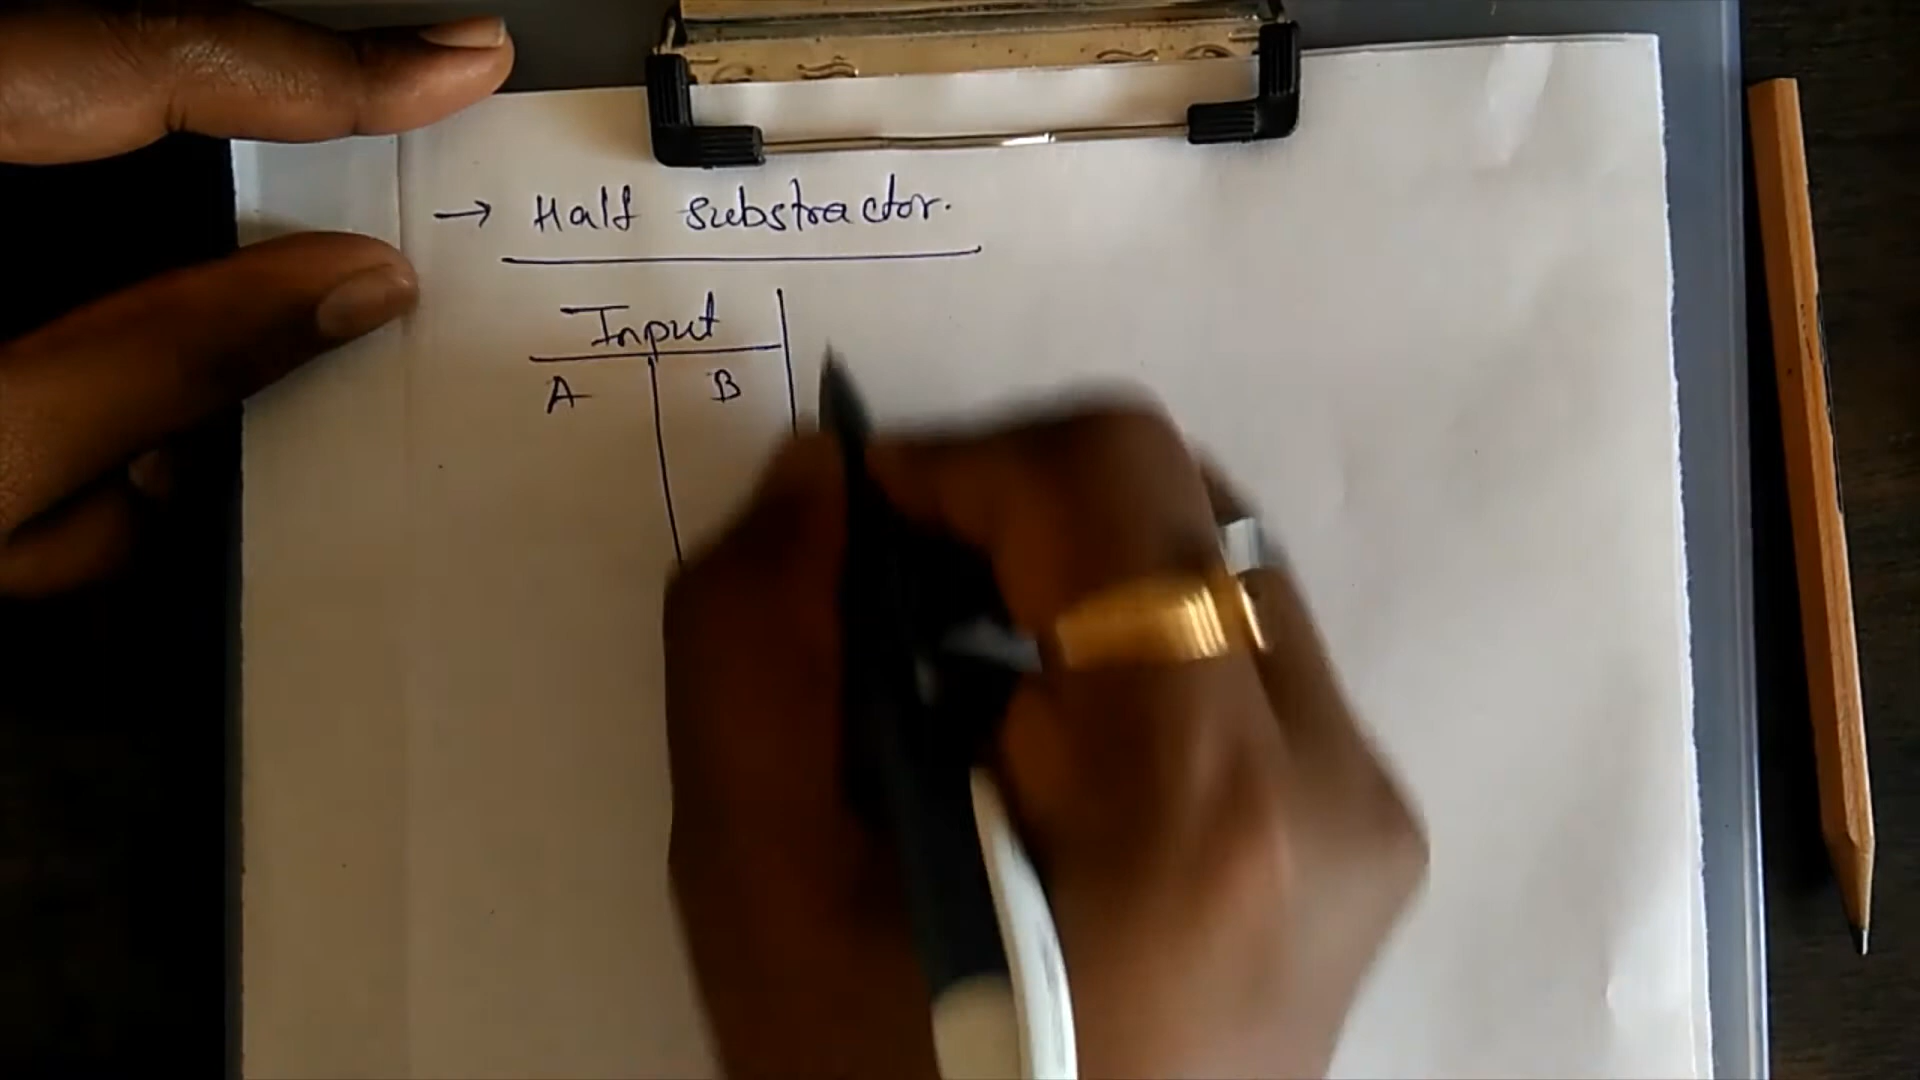 → Half substractor.
Input
A B